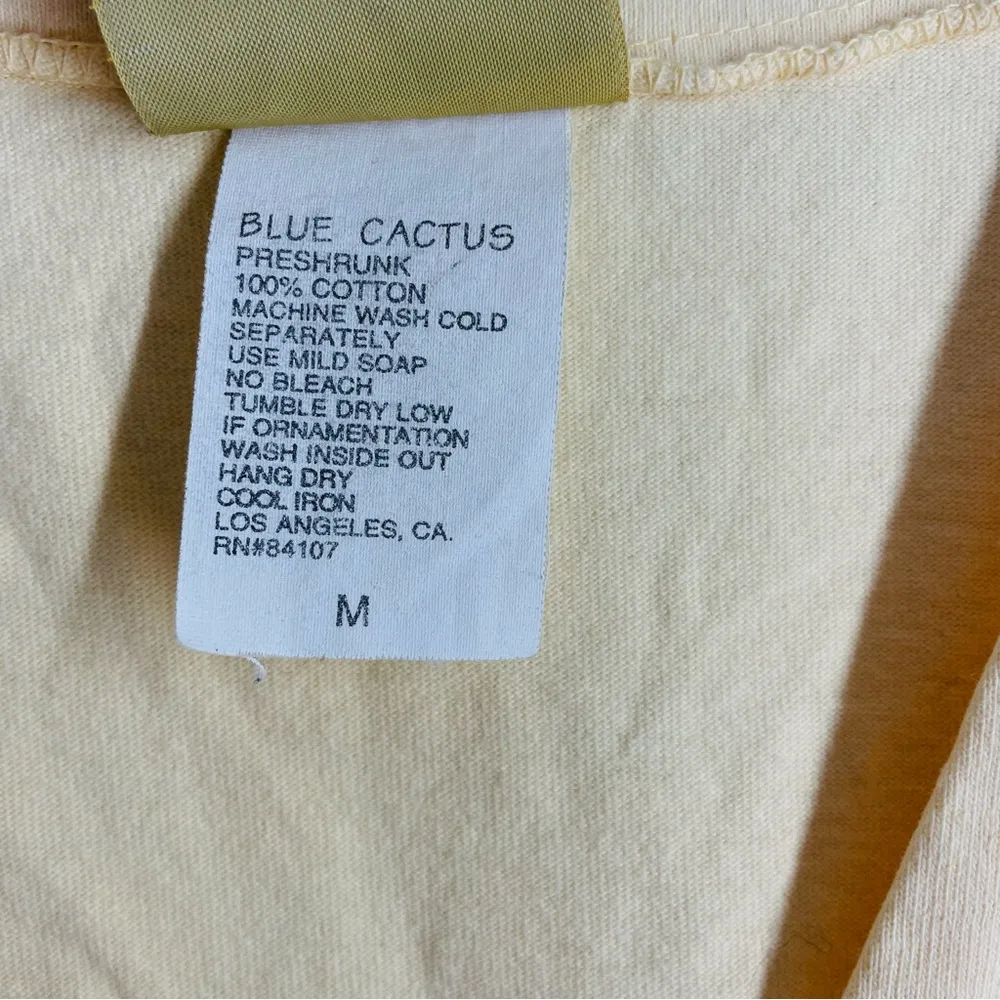 BLUE CACTUS
PRESHRUNK
100% COTTON
MACHINE WASH COLD
SEPARATELY
USE MILD SOAP
NO BLEACH
TUMBLE DRY LOW
IF ORNAMENTATION
WASH INSIDE OUT
HANG DRY
COOL IRON
LOS ANGELES, CA.
RN#84107
M